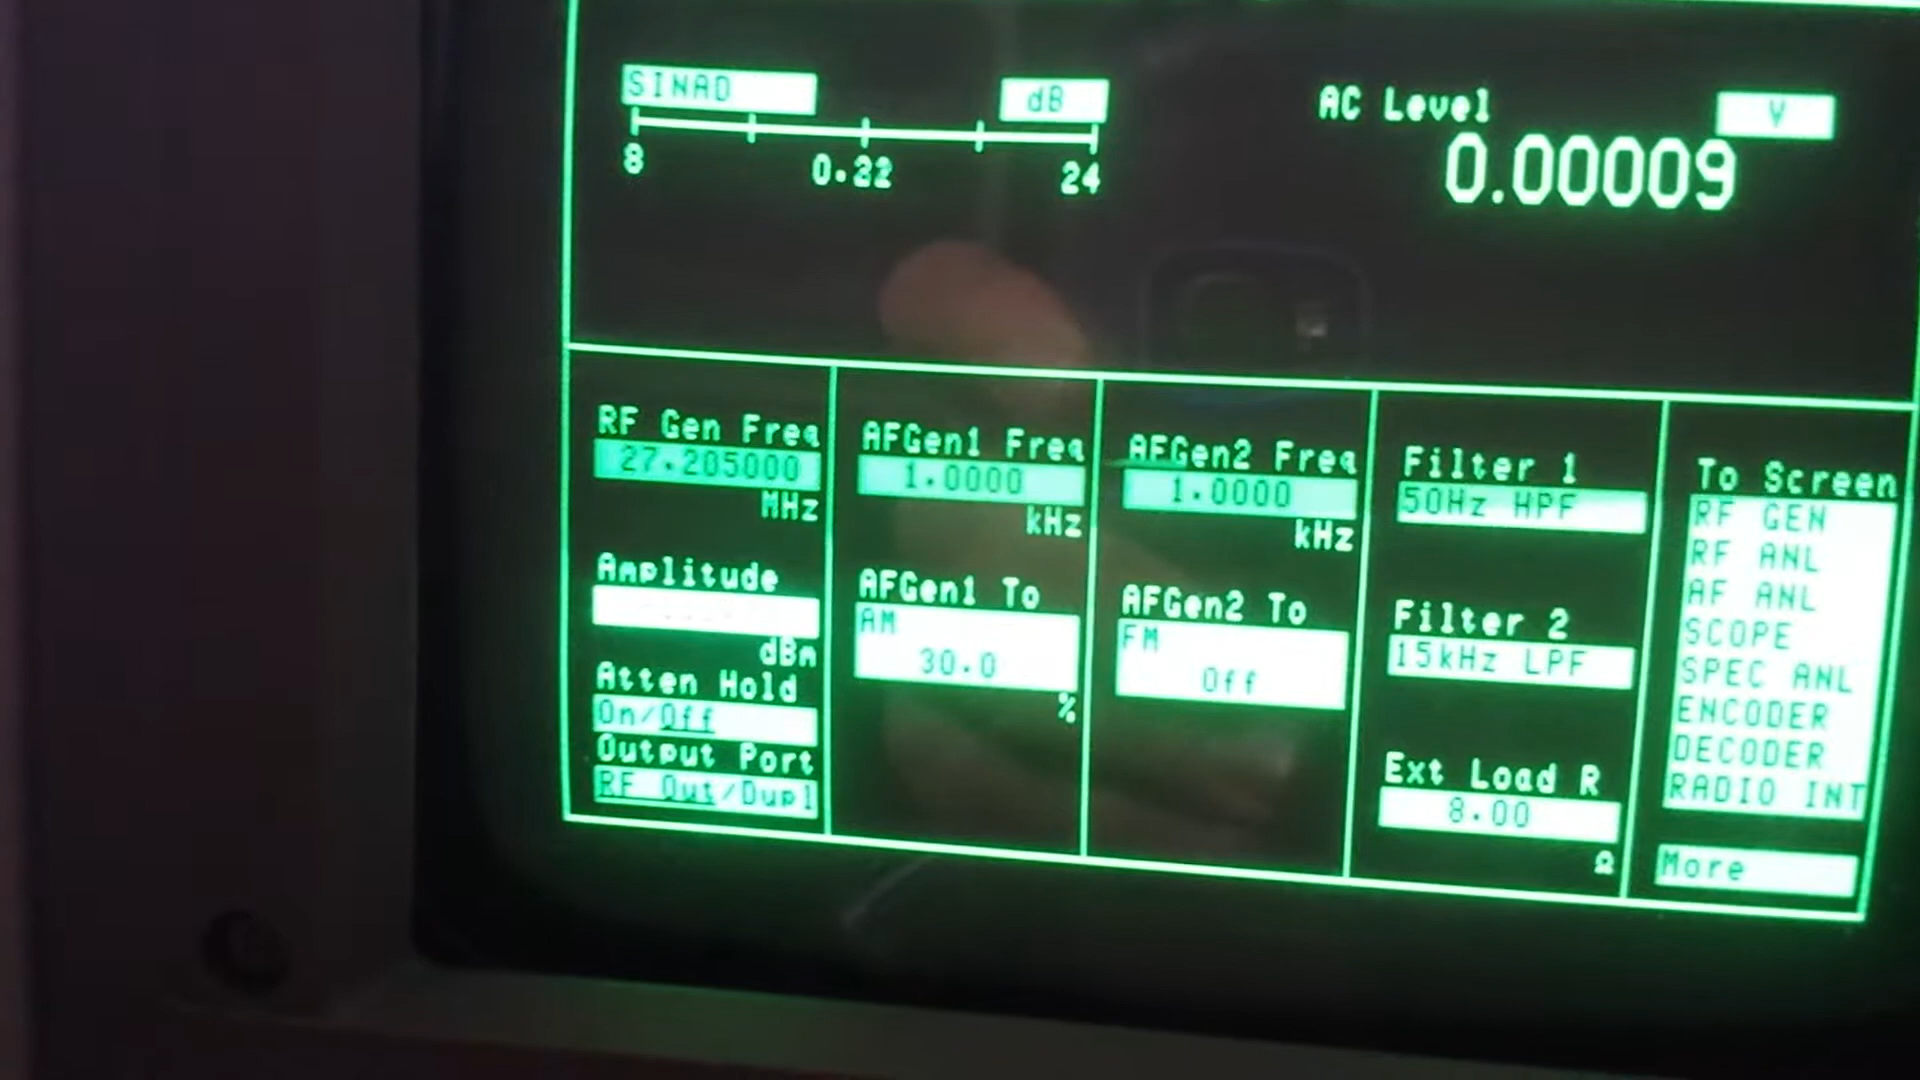 SINAD dB
8 24
AC Level V
0.00009
RF Gen Freq
27.205000
MHz
Amplitude
dBm
Atten Hold
On/Off
Output Port
RF Out/Dupl
AFGen1 Freq
1.0000
kHz
AFGen1 To
AM
30.0
%
AFGen2 Freq
1.0000
kHz
AFGen2 To
FM
Off
Filter 1
50Hz HPF
Filter 2
15kHz LPF
Ext Load R
8.00
Ω
To Screen
RF GEN
RF ANL
AF ANL
SCOPE
SPEC ANL
ENCODER
DECODER
RADIO INT
More